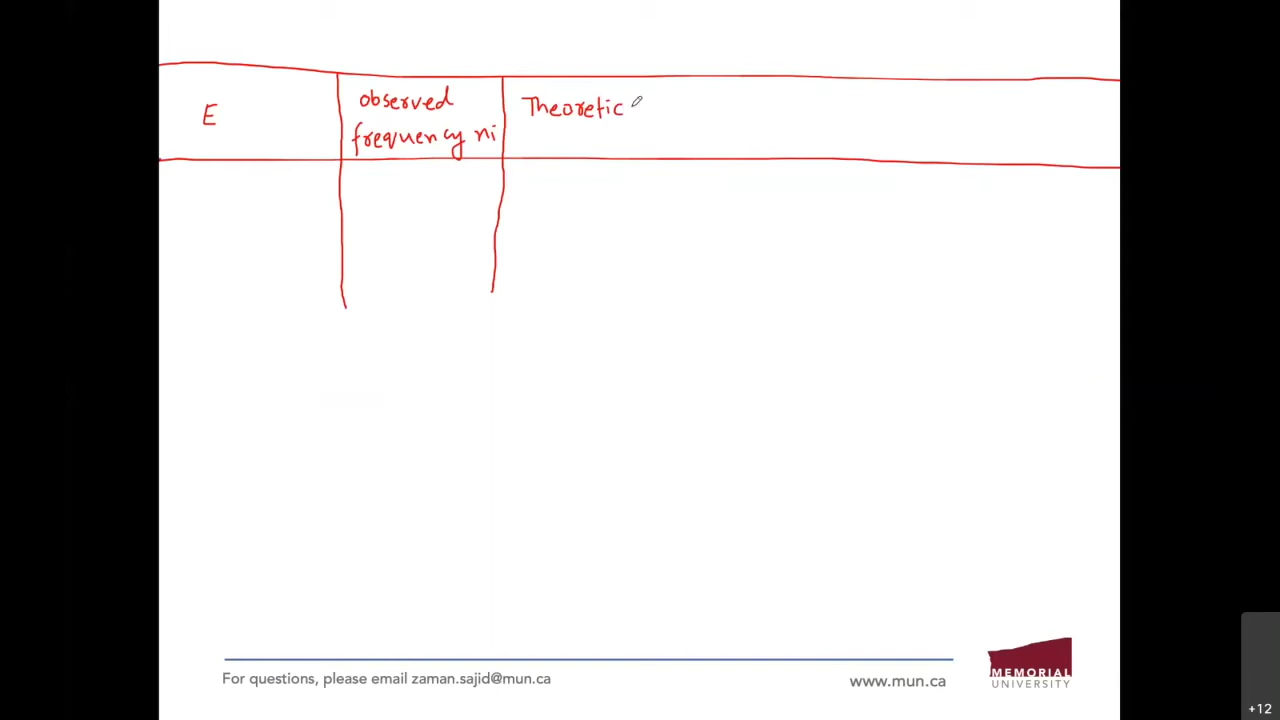 E
observed
frequency ni
Theoretic
For questions, please email zaman.sajid@mun.ca
www.mun.ca
MEMORIAL
UNIVERSITY
+12